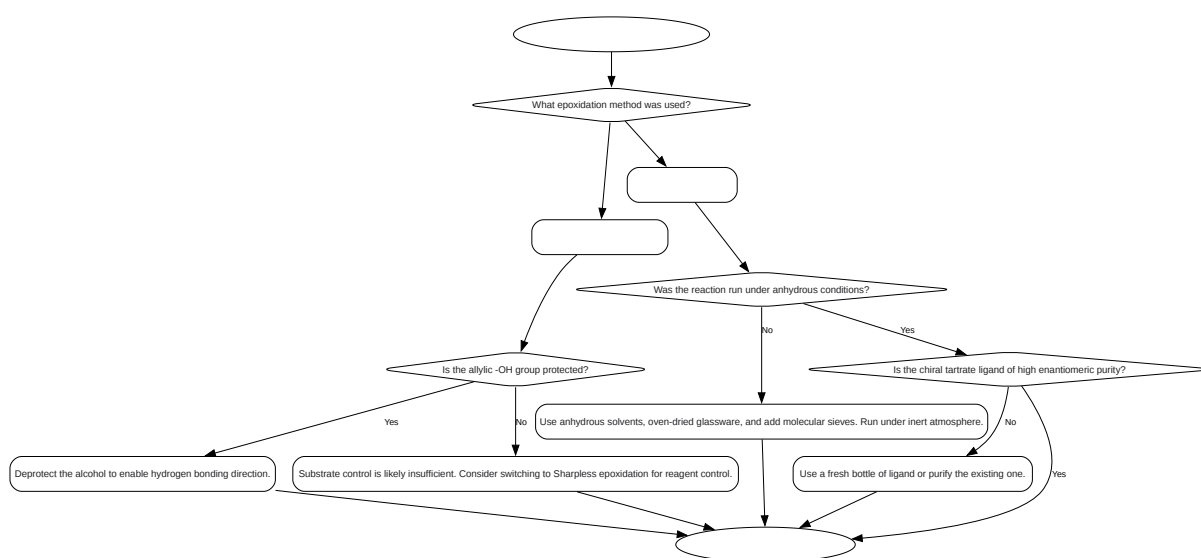 What epoxidation method was used?
Was the reaction run under anhydrous conditions?
No
Yes
Is the allylic -OH group protected?
Is the chiral tartrate ligand of high enantiomeric purity?
Yes
No
Use anhydrous solvents, oven-dried glassware, and add molecular sieves. Run under inert atmosphere.
No
Deprotect the alcohol to enable hydrogen bonding direction.
Substrate control is likely insufficient. Consider switching to Sharpless epoxidation for reagent control.
Use a fresh bottle of ligand or purify the existing one.
Yes